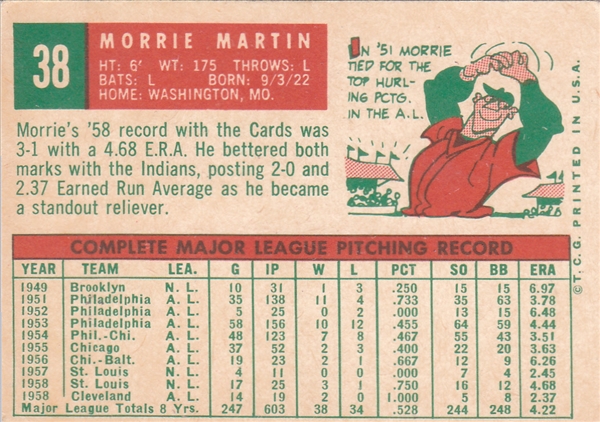 38
MORRIE MARTIN
HT: 6' WT: 175 THROWS: L
BATS: L BORN: 9/3/22
HOME: WASHINGTON, MO.
IN '51 MORRIE
TIED FOR THE
TOP HURL-
ING PCTG.
IN THE A.L.
Morrie's '58 record with the Cards was
3-1 with a 4.68 E.R.A. He bettered both
marks with the Indians, posting 2-0 and
2.37 Earned Run Average as he became
a standout reliever.
©T.C.G. PRINTED IN U.S.A.
COMPLETE MAJOR LEAGUE PITCHING RECORD
YEAR TEAM LEA. G IP W L PCT SO BB ERA
1949 Brooklyn N. L. 10 31 1 3 .250 15 15 6.97
1951 Philadelphia A. L. 35 138 11 4 .733 35 63 3.78
1952 Philadelphia A. L. 5 25 0 2 .000 13 15 6.48
1953 Philadelphia A. L. 58 156 10 12 .455 64 59 4.44
1954 Phil.-Chi. A. L. 48 123 7 8 .467 55 43 3.51
1955 Chicago A. L. 37 52 2 3 .400 22 20 3.63
1956 Chi.-Balt. A. L. 19 23 2 1 .667 12 9 6.26
1957 St. Louis N. L. 4 11 0 0 .000 7 4 2.45
1958 St. Louis N. L. 17 25 3 1 .750 16 12 4.68
1958 Cleveland A. L. 14 19 2 0 1.000 5 8 2.37
Major League Totals 8 Yrs. 247 603 38 34 .528 244 248 4.22